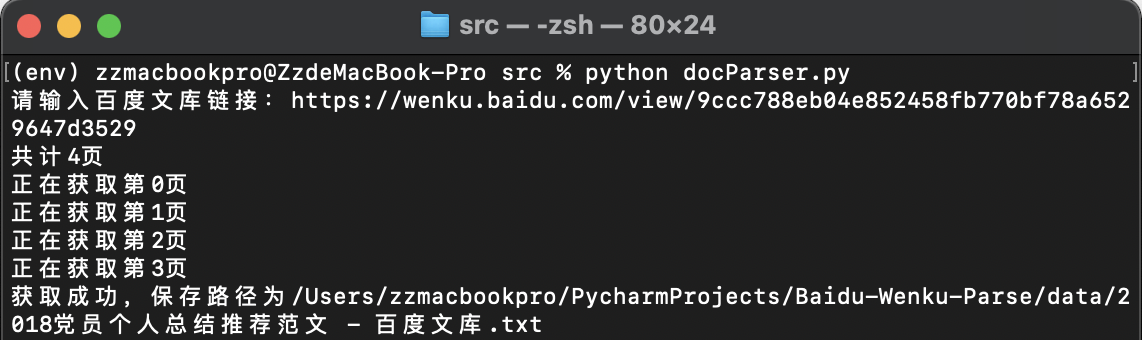 src — -zsh — 80×24
(env) zzmacbookpro@ZzdeMacBook-Pro src % python docParser.py
请输入百度文库链接：https://wenku.baidu.com/view/9ccc788eb04e852458fb770bf78a652
9647d3529
共计4页
正在获取第0页
正在获取第1页
正在获取第2页
正在获取第3页
获取成功，保存路径为/Users/zzmacbookpro/PycharmProjects/Baidu-Wenku-Parse/data/2
018党员个人总结推荐范文 - 百度文库.txt